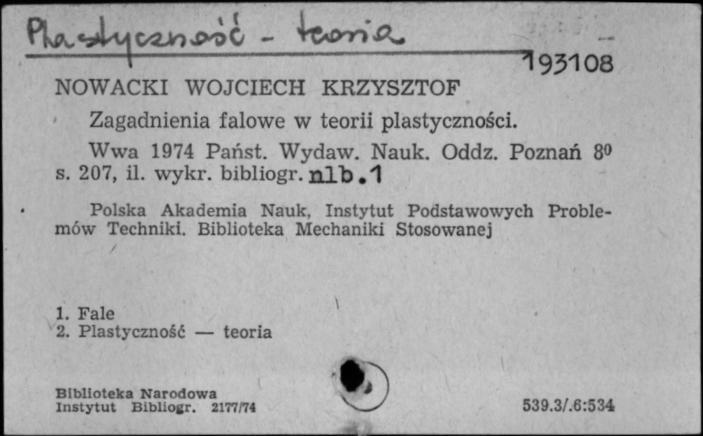 Plastyczność - teoria
193108
NOWACKI WOJCIECH KRZYSZTOF
Zagadnienia falowe w teorii plastyczności.
Wwa 1974 Państ. Wydaw. Nauk. Oddz. Poznań 8º
s. 207, il. wykr. bibliogr. nlb.1
Polska Akademia Nauk, Instytut Podstawowych Proble-
mów Techniki. Biblioteka Mechaniki Stosowanej
1. Fale
2. Plastyczność — teoria
Biblioteka Narodowa
Instytut Bibliogr. 2177/74
539.3/.6:534